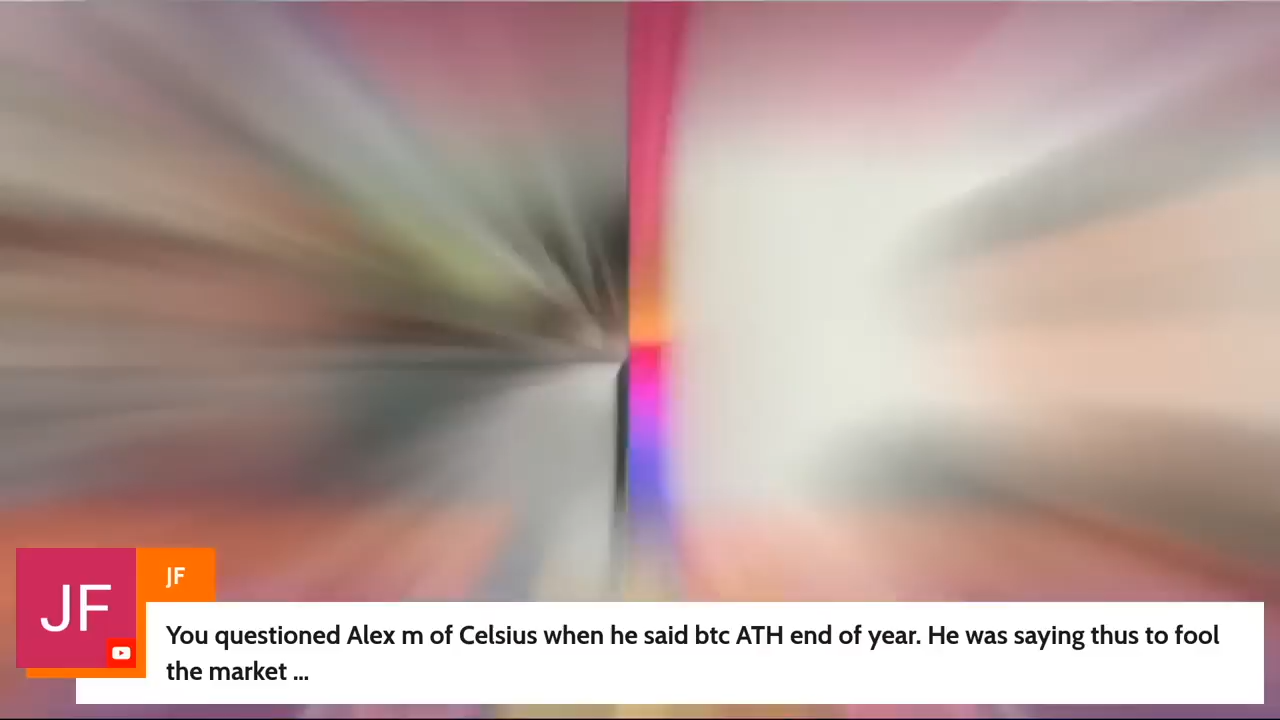 JF
JF
You questioned Alex m of Celsius when he said btc ATH end of year. He was saying thus to fool
the market ...